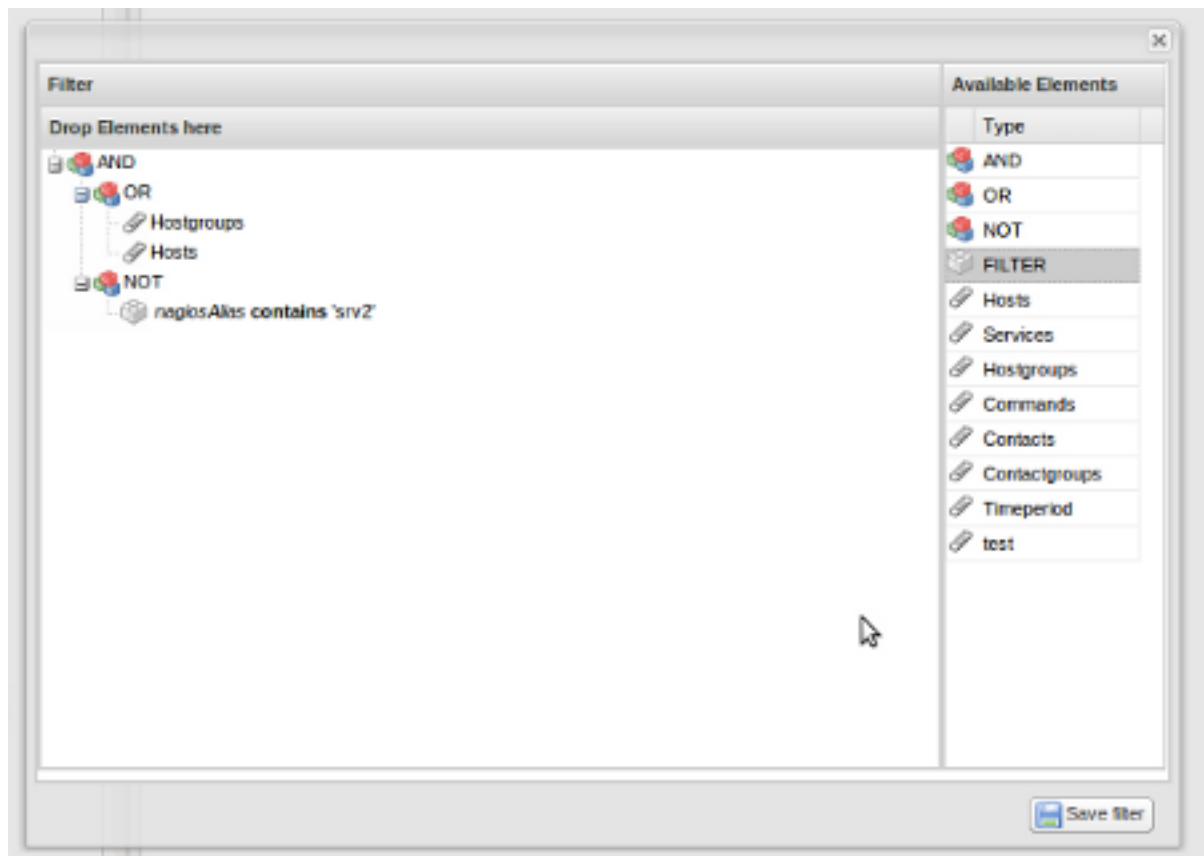 Filter
Drop Elements here
AND
OR
Hostgroups
Hosts
NOT
nagiosAlias contains 'srv2'
Available Elements
Type
AND
OR
NOT
FILTER
Hosts
Services
Hostgroups
Commands
Contacts
Contactgroups
Timeperiod
test
Save filter